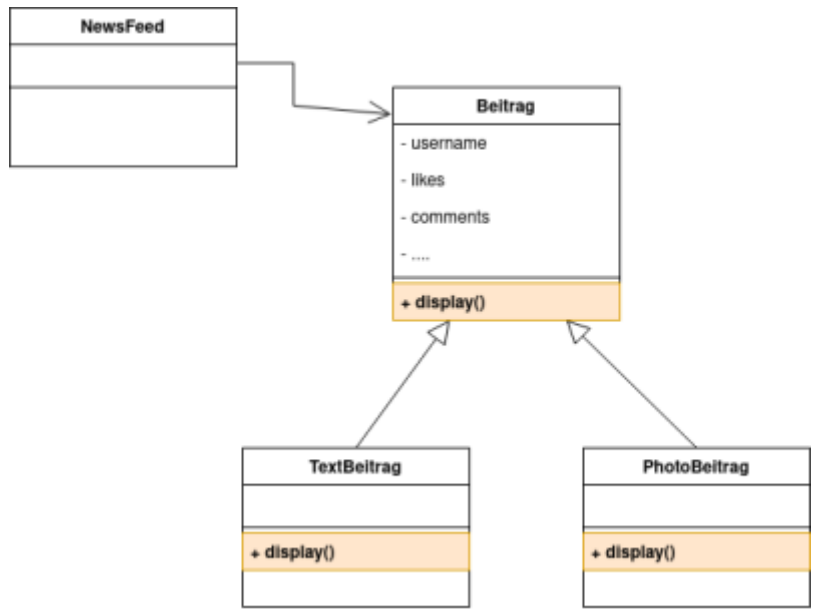 NewsFeed
Beitrag
- username
- likes
- comments
- ....
+ display()
TextBeitrag
+ display()
PhotoBeitrag
+ display()